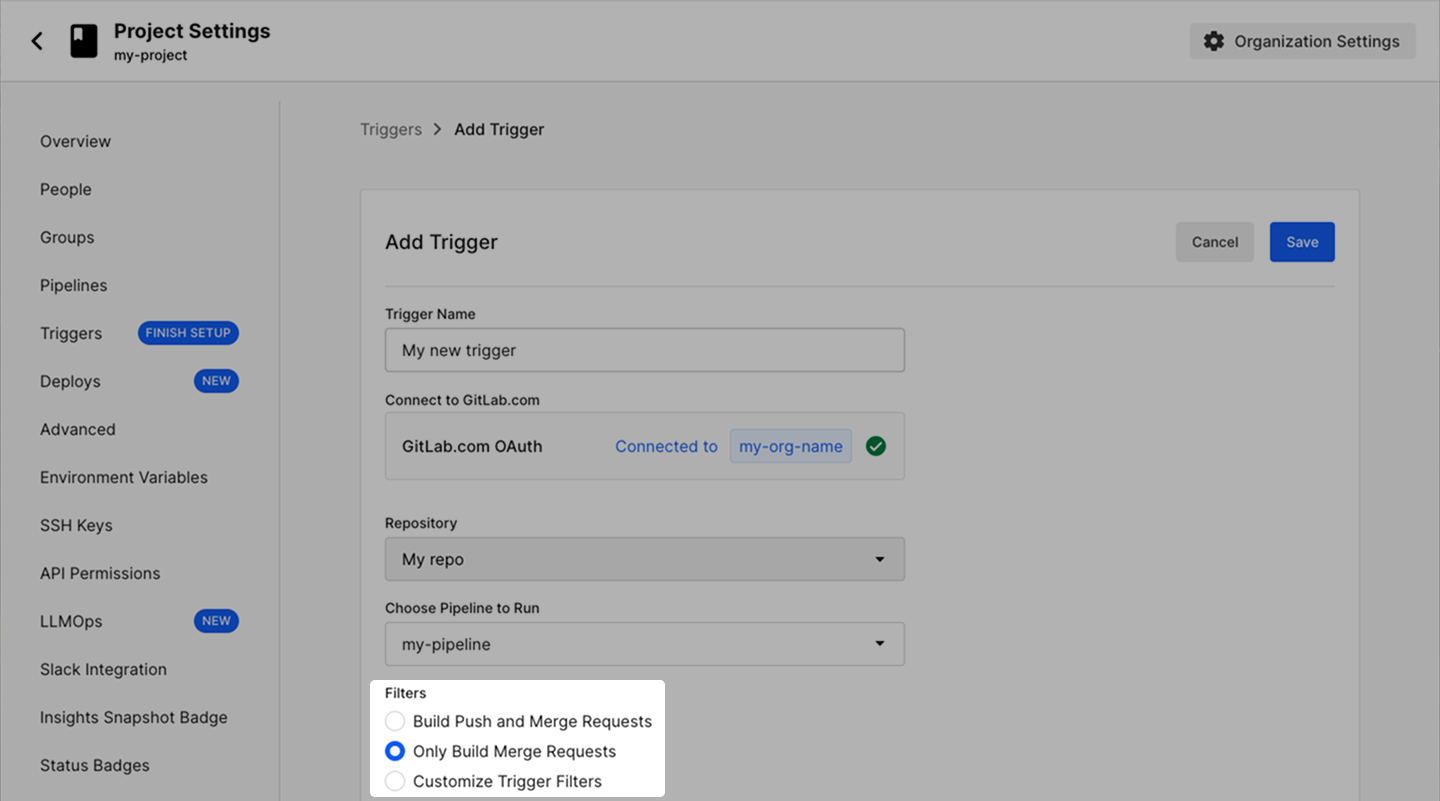 Project Settings
my-project
Organization Settings
Overview
People
Groups
Pipelines
Triggers FINISH SETUP
Deploys NEW
Advanced
Environment Variables
SSH Keys
API Permissions
LLMOps NEW
Slack Integration
Insights Snapshot Badge
Status Badges
Triggers > Add Trigger
Add Trigger
Cancel Save
Trigger Name
My new trigger
Connect to GitLab.com
GitLab.com OAuth Connected to my-org-name
Repository
My repo
Choose Pipeline to Run
my-pipeline
Filters
Build Push and Merge Requests
Only Build Merge Requests
Customize Trigger Filters